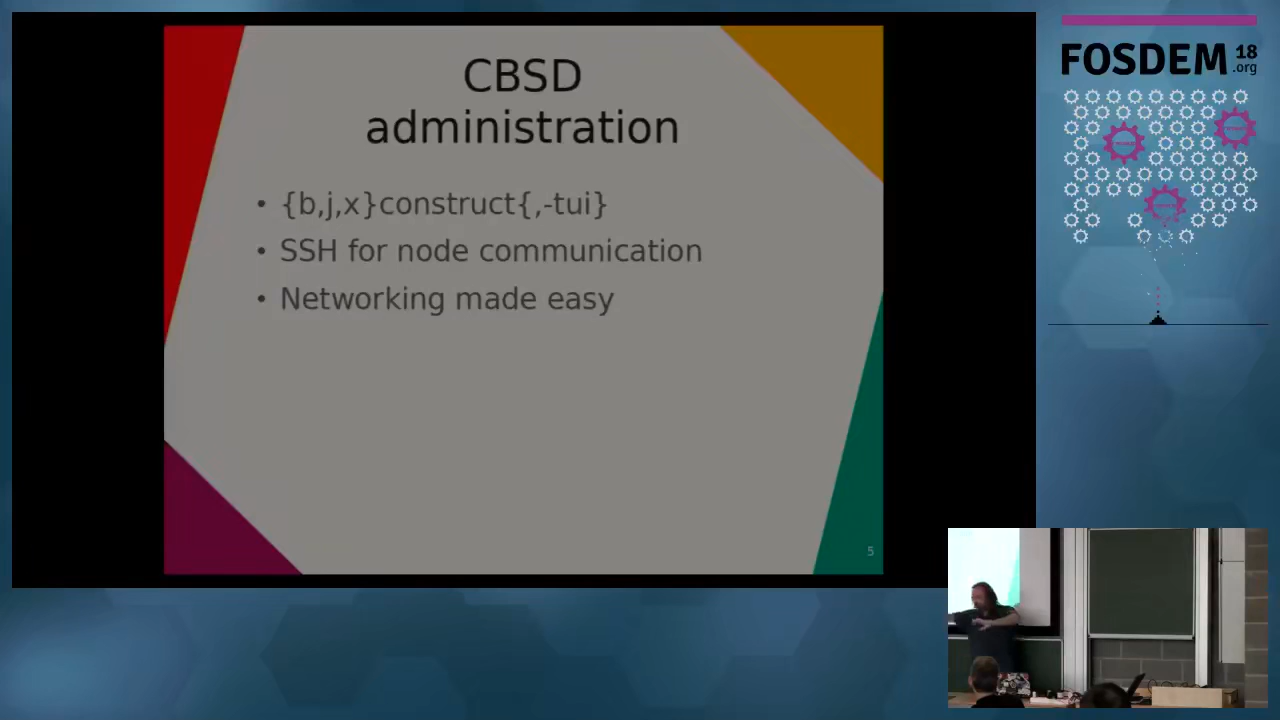 CBSD
administration
• {b,j,x}construct{,-tui}
• SSH for node communication
• Networking made easy
5
FOSDEM 18
.org